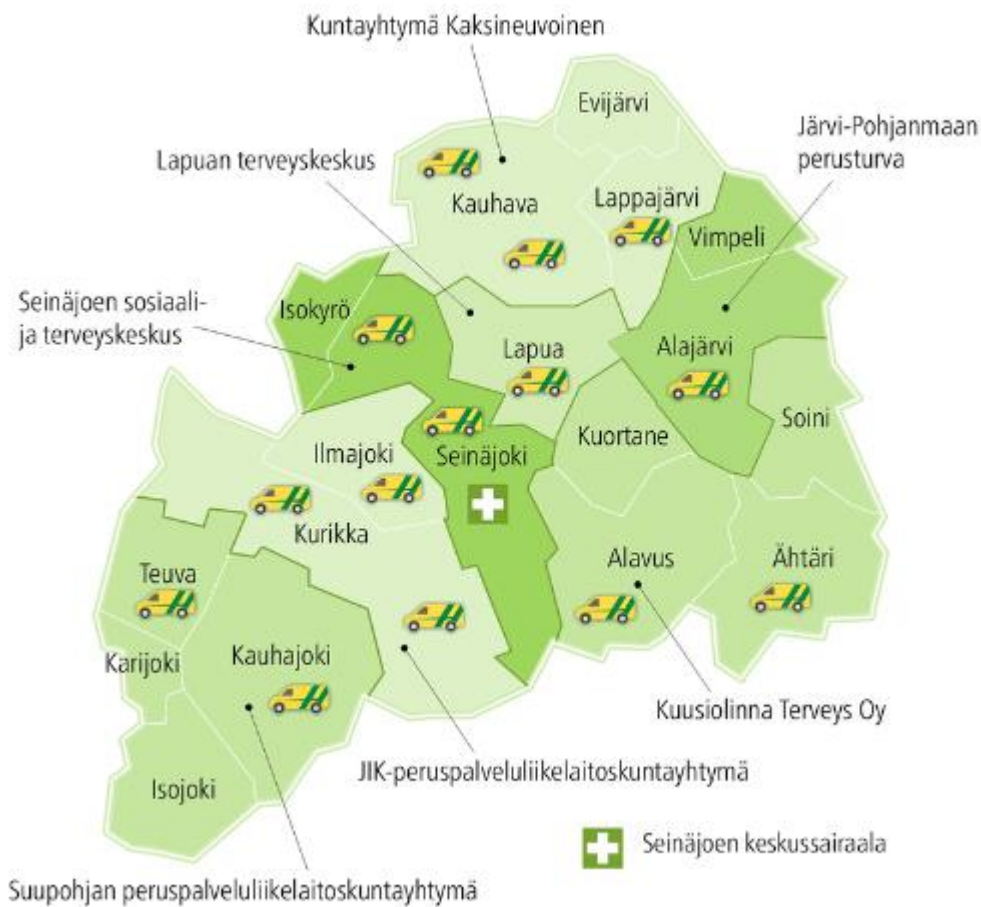 Kuntayhtymä Kaksineuvoinen
Evijärvi
Järvi-Pohjanmaan
perusturva
Lapuan terveyskeskus
Kauhava
Lappajärvi
Vimpeli
Seinäjoen sosiaali-
ja terveyskeskus
Isokyrö
Lapua
Alajärvi
Soini
Kuortane
Ilmajoki
Seinäjoki
Kurikka
Alavus
Ähtäri
Teuva
Karijoki
Kauhajoki
Kuusiolinna Terveys Oy
JIK-peruspalveluliikelaitoskuntayhtymä
Isojoki
Seinäjoen keskussairaala
Suupohjan peruspalveluliikelaitoskuntayhtymä